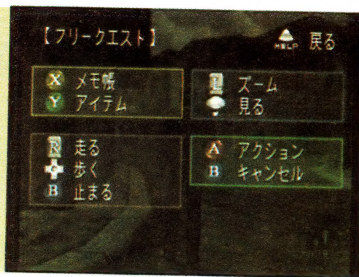 【フリークエスト】
HELP 戻る
X メモ帳
Y アイテム
L ズーム
見る
R 走る
歩く
B 止まる
A アクション
B キャンセル